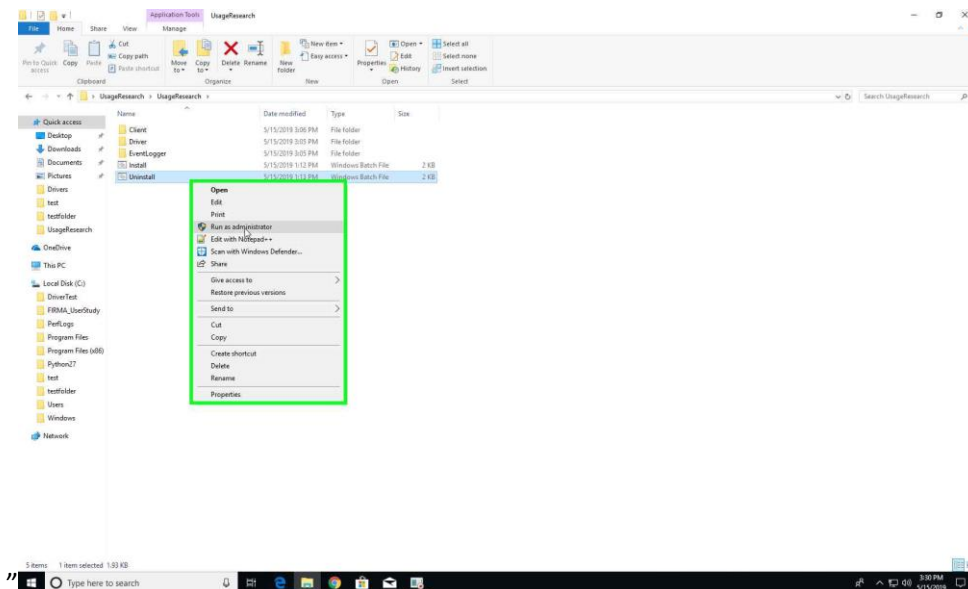 Application Tools UsageResearch
File Home Share View Manage
Pin to Quick access
Copy
Paste
Cut
Copy path
Paste shortcut
Clipboard
Move to
Copy to
Delete
Rename
Organize
New folder
New item
Easy access
New
Properties
Open
Edit
History
Open
Select all
Select none
Invert selection
Select
UsageResearch UsageResearch
Search UsageResearch
Name Date modified Type Size
Client 5/15/2019 3:06 PM File folder
Driver 5/15/2019 3:05 PM File folder
EventLogger 5/15/2019 3:05 PM File folder
Install 5/15/2019 1:12 PM Windows Batch File 2 KB
Uninstall 5/15/2019 1:13 PM Windows Batch File 2 KB
Quick access
Desktop
Downloads
Documents
Pictures
Drivers
test
testfolder
UsageResearch
OneDrive
This PC
Local Disk (C:)
DriverTest
FIRMA_UserStudy
PerfLogs
Program Files
Program Files (x86)
Python27
test
testfolder
Users
Windows
Network
Open
Edit
Print
Run as administrator
Edit with Notepad++
Scan with Windows Defender...
Share
Give access to
Restore previous versions
Send to
Cut
Copy
Create shortcut
Delete
Rename
Properties
5 items 1 item selected 1.93 KB
”
Type here to search
3:30 PM
5/15/2019